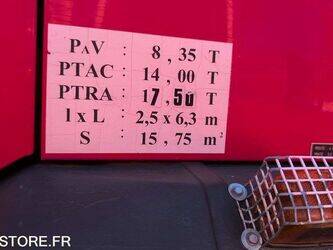 PAV : 8,35 T
PTAC : 14,00 T
PTRA : 17,50 T
l x L : 2,5 x 6,3 m
S : 15,75 m²
STORE.FR